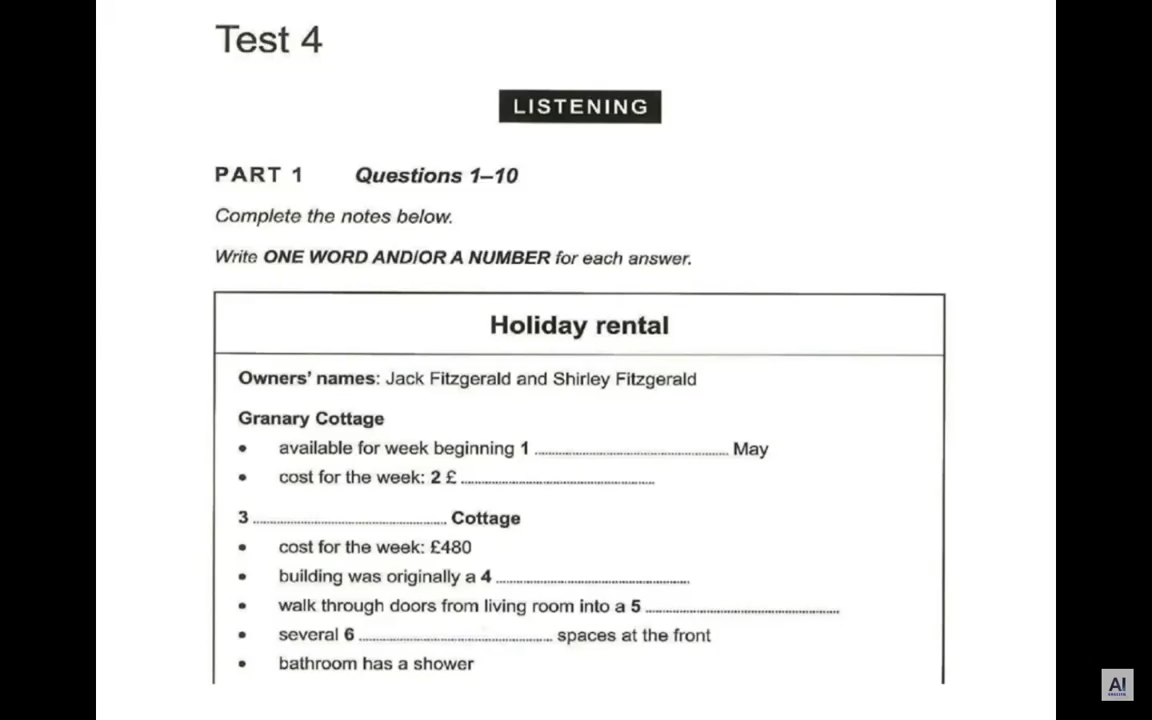 Test 4
LISTENING
PART 1 Questions 1–10
Complete the notes below.
Write ONE WORD AND/OR A NUMBER for each answer.
Holiday rental
Owners' names: Jack Fitzgerald and Shirley Fitzgerald
Granary Cottage
• available for week beginning 1 .................... May
• cost for the week: 2 £ ....................
3 .................... Cottage
• cost for the week: £480
• building was originally a 4 ....................
• walk through doors from living room into a 5 ....................
• several 6 .................... spaces at the front
• bathroom has a shower
AI